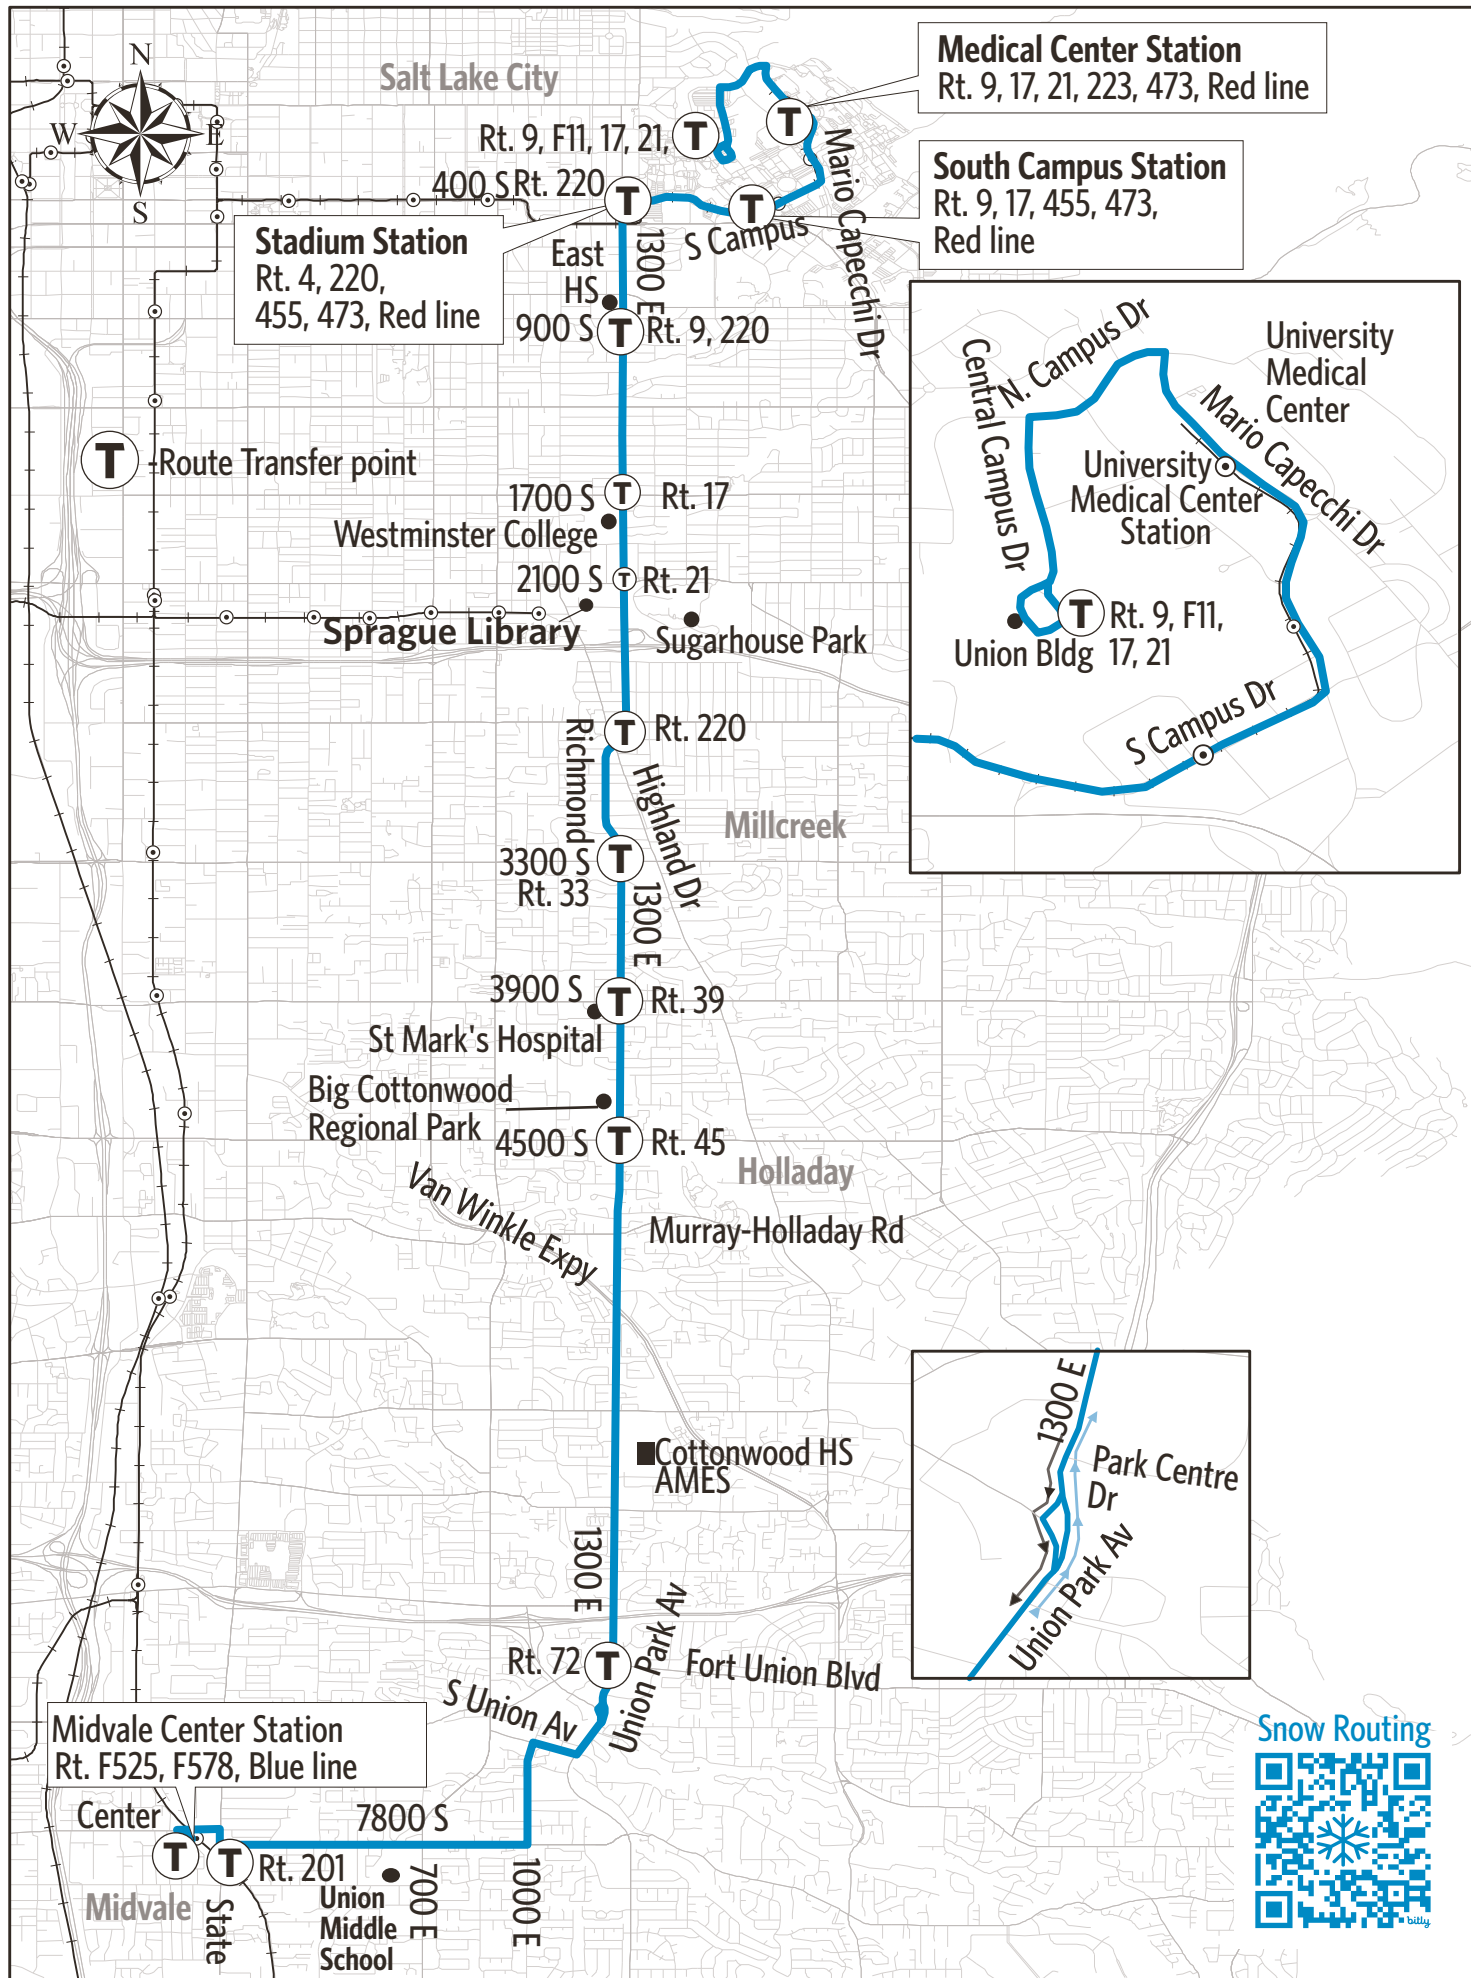 N
W
E
S
Salt Lake City
Medical Center Station
Rt. 9, 17, 21, 223, 473, Red line
Rt. 9, F11, 17, 21,
T
T
Mario Capecchi Dr
South Campus Station
Rt. 9, 17, 455, 473,
Red line
400 S
Rt. 220
T
T
S Campus
Stadium Station
Rt. 4, 220,
455, 473, Red line
1300 E
East
HS
900 S
T
Rt. 9, 220
T
-Route Transfer point
1700 S
T
Rt. 17
Westminster College
2100 S
T
Rt. 21
Sprague Library
Sugarhouse Park
Richmond
T
Rt. 220
Highland Dr
Millcreek
3300 S
T
Rt. 33
1300 E
3900 S
T
Rt. 39
St Mark's Hospital
Big Cottonwood
Regional Park
4500 S
T
Rt. 45
Holladay
Van Winkle Expy
Murray-Holladay Rd
Cottonwood HS
AMES
1300 E
Rt. 72
T
Union Park Av
Fort Union Blvd
S Union Av
Midvale Center Station
Rt. F525, F578, Blue line
Center
7800 S
T
T
Rt. 201
Midvale
State
Union
Middle
School
700 E
1000 E
N. Campus Dr
Central Campus Dr
University
Medical
Center
Mario Capecchi Dr
University
Medical Center
Station
T
Rt. 9, F11,
17, 21
Union Bldg
S Campus Dr
1300 E
Park Centre
Dr
Union Park Av
Snow Routing
bitly